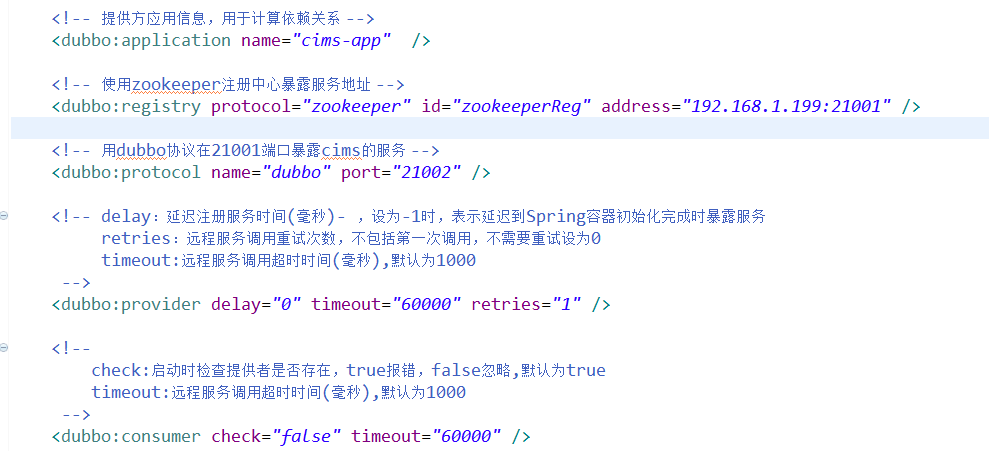 <!-- 提供方应用信息，用于计算依赖关系 -->
<dubbo:application name="cims-app"  />
<!-- 使用zookeeper注册中心暴露服务地址 -->
<dubbo:registry protocol="zookeeper" id="zookeeperReg" address="192.168.1.199:21001" />
<!-- 用dubbo协议在21001端口暴露cims的服务 -->
<dubbo:protocol name="dubbo" port="21002" />
<!-- delay：延迟注册服务时间(毫秒)- ，设为-1时，表示延迟到Spring容器初始化完成时暴露服务
retries：远程服务调用重试次数，不包括第一次调用，不需要重试设为0
timeout:远程服务调用超时时间(毫秒),默认为1000
-->
<dubbo:provider delay="0" timeout="60000" retries="1" />
<!--
check:启动时检查提供者是否存在，true报错，false忽略,默认为true
timeout:远程服务调用超时时间(毫秒),默认为1000
-->
<dubbo:consumer check="false" timeout="60000" />